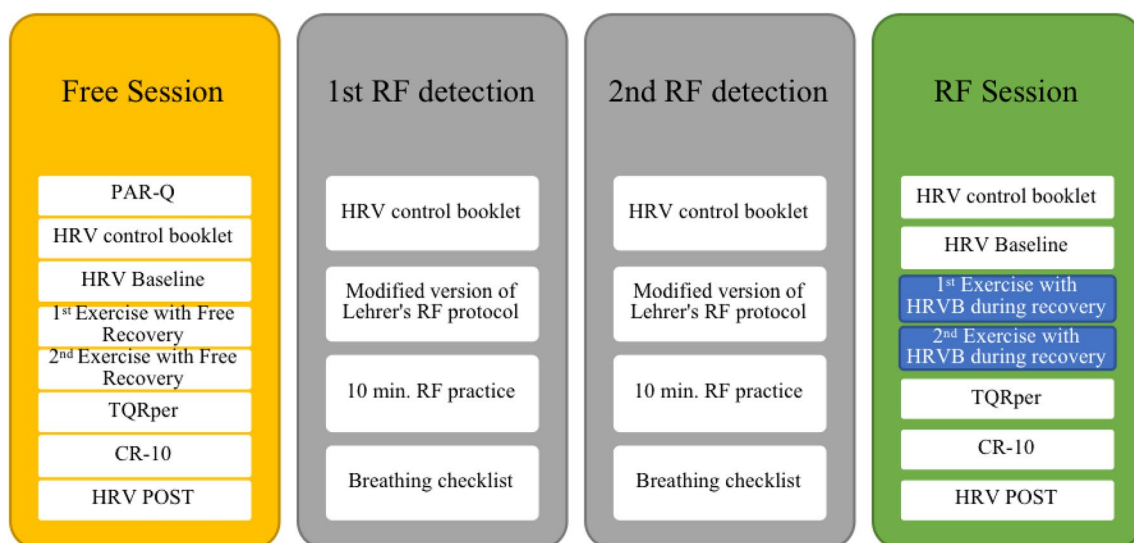 Free Session
PAR-Q
HRV control booklet
HRV Baseline
1st Exercise with Free
Recovery
2nd Exercise with Free
Recovery
TQRper
CR-10
HRV POST
1st RF detection
HRV control booklet
Modified version of
Lehrer's RF protocol
10 min. RF practice
Breathing checklist
2nd RF detection
HRV control booklet
Modified version of
Lehrer's RF protocol
10 min. RF practice
Breathing checklist
RF Session
HRV control booklet
HRV Baseline
1st Exercise with
HRVB during recovery
2nd Exercise with
HRVB during recovery
TQRper
CR-10
HRV POST